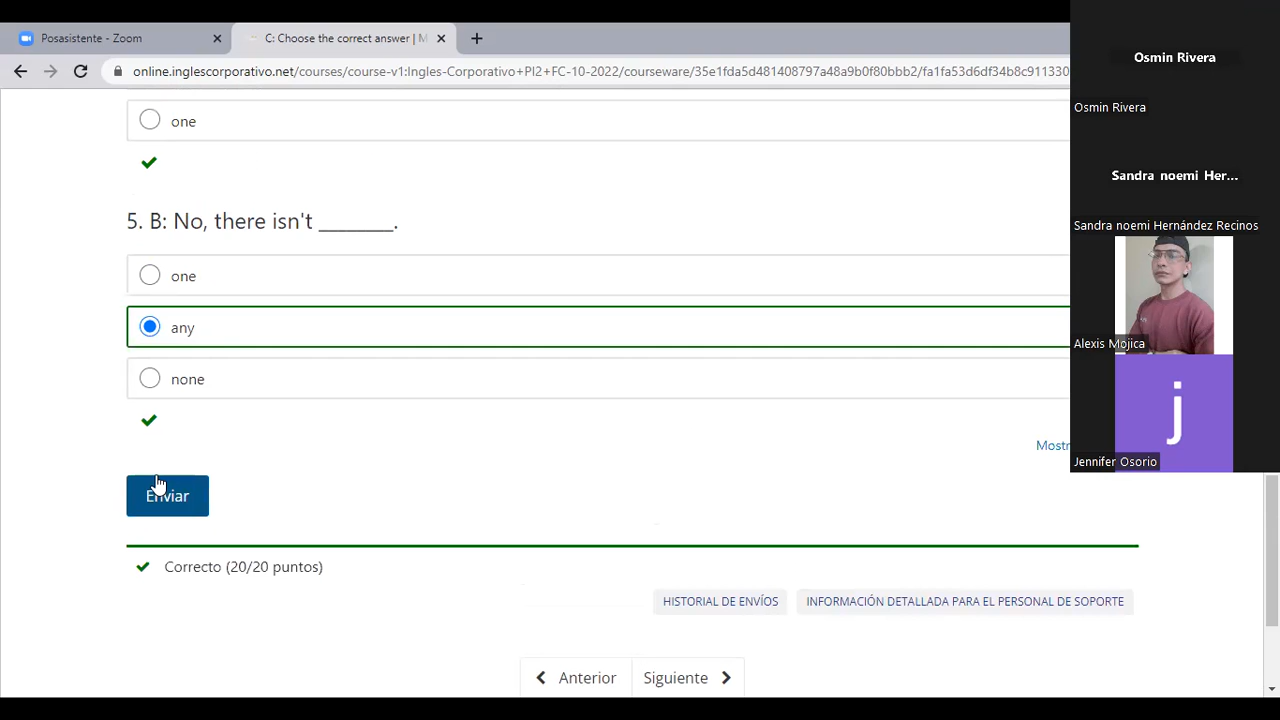 Posasistente - Zoom
C: Choose the correct answer | M
online.inglescorporativo.net/courses/course-v1:Ingles-Corporativo+PI2+FC-10-2022/courseware/35e1fda5d481408797a48a9b0f80bbb2/fa1fa53d6df34b8c911330
one
5. B: No, there isn't _______.
one
any
none
Mostr
Enviar
Correcto (20/20 puntos)
HISTORIAL DE ENVÍOS
INFORMACIÓN DETALLADA PARA EL PERSONAL DE SOPORTE
Anterior
Siguiente
Osmin Rivera
Osmin Rivera
Sandra noemi Her...
Sandra noemi Hernández Recinos
Alexis Mojica
j
Jennifer Osorio